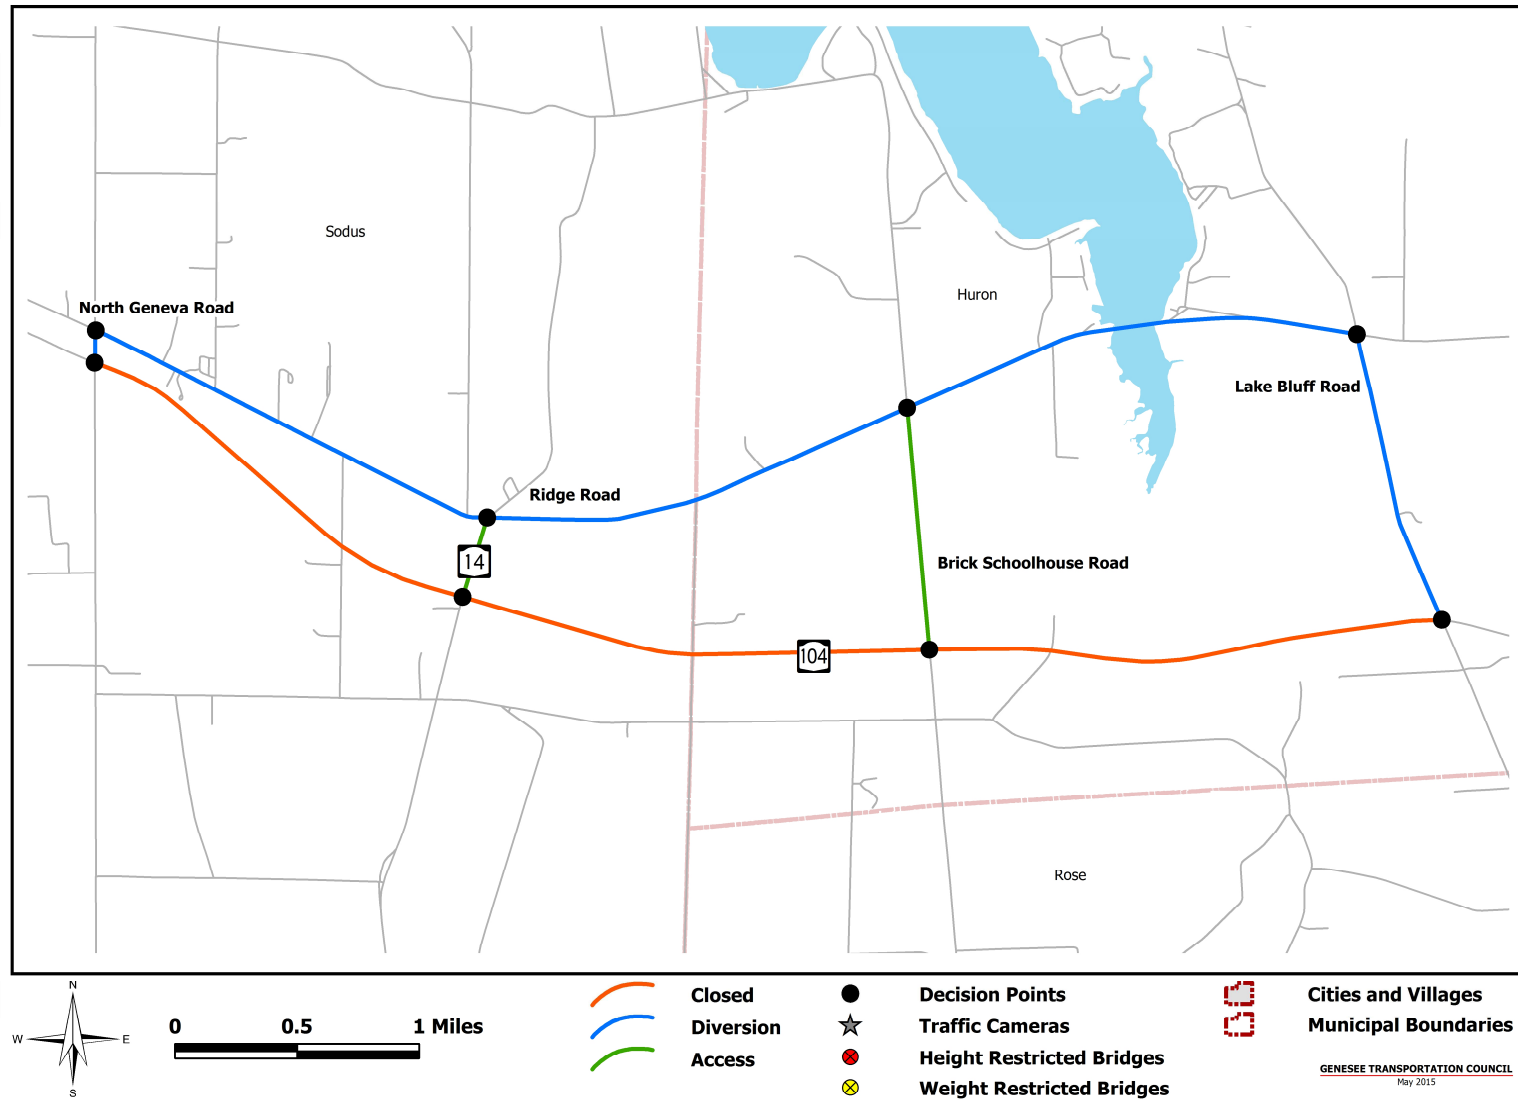 Sodus
North Geneva Road
Huron
Lake Bluff Road
Ridge Road
14
Brick Schoolhouse Road
104
Rose
N
W E
S
0 0.5 1 Miles
Closed
Diversion
Access
Decision Points
Traffic Cameras
Height Restricted Bridges
Weight Restricted Bridges
Cities and Villages
Municipal Boundaries
GENESEE TRANSPORTATION COUNCIL
May 2015